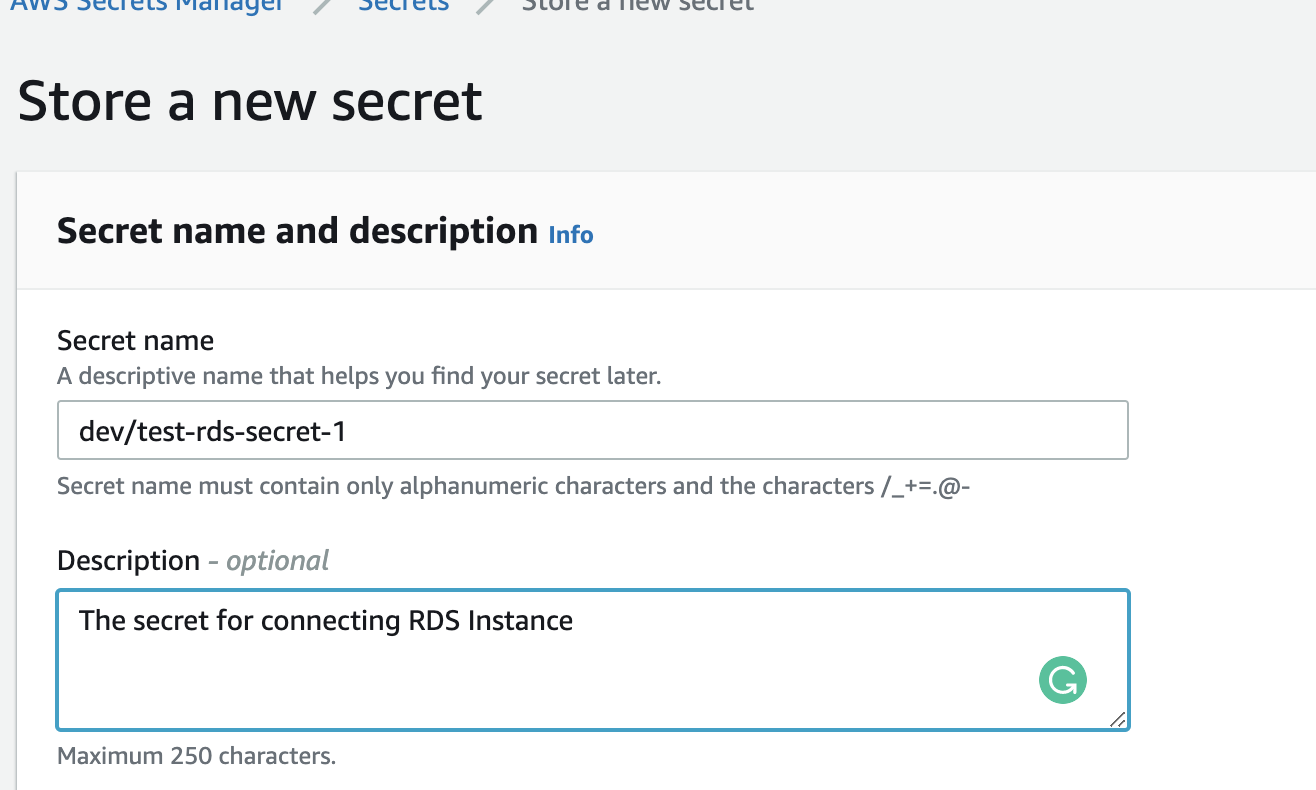 AWS Secrets Manager / Secrets / Store a new secret
Store a new secret
Secret name and description Info
Secret name
A descriptive name that helps you find your secret later.
dev/test-rds-secret-1
Secret name must contain only alphanumeric characters and the characters /_+=.@-
Description - optional
The secret for connecting RDS Instance
Maximum 250 characters.